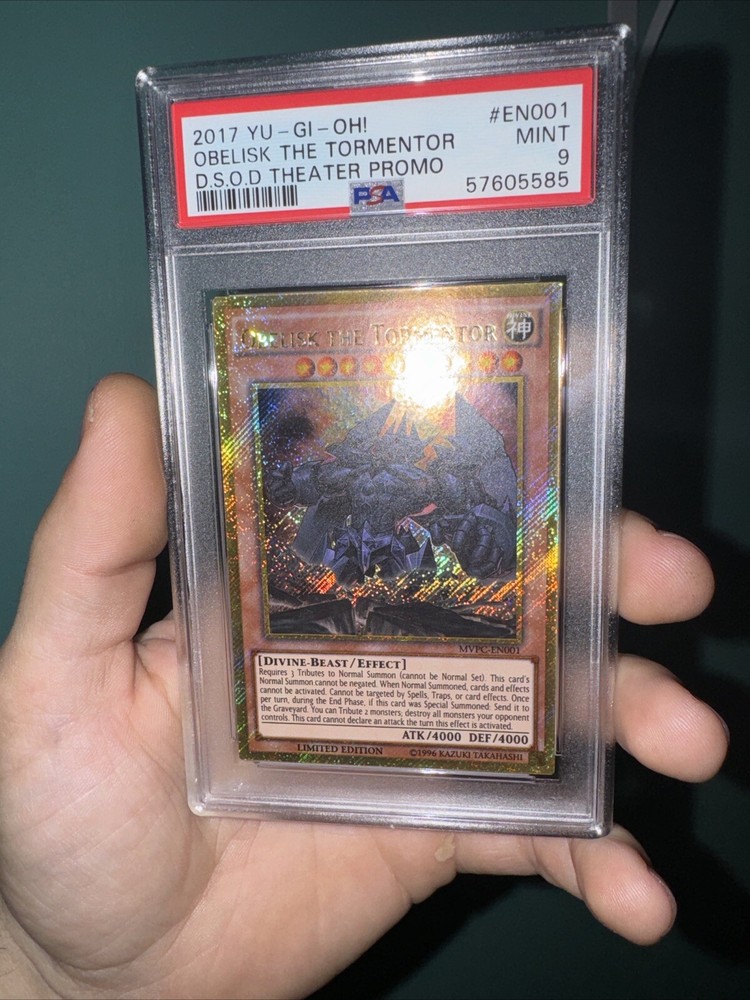 2017 YU-GI-OH! #EN001
OBELISK THE TORMENTOR MINT
D.S.O.D THEATER PROMO 9
PSA 57605585
OBELISK THE TORMENTOR
DIVINE
神
MVPC-EN001
[DIVINE-BEAST/EFFECT]
Requires 3 Tributes to Normal Summon (cannot be Normal Set). This card's
Normal Summon cannot be negated. When Normal Summoned, cards and effects
cannot be activated. Cannot be targeted by Spells, Traps, or card effects. Once
per turn, during the End Phase, if this card was Special Summoned: Send it to
the Graveyard. You can Tribute 2 monsters; destroy all monsters your opponent
controls. This card cannot declare an attack the turn this effect is activated.
ATK/4000 DEF/4000
LIMITED EDITION ©1996 KAZUKI TAKAHASHI